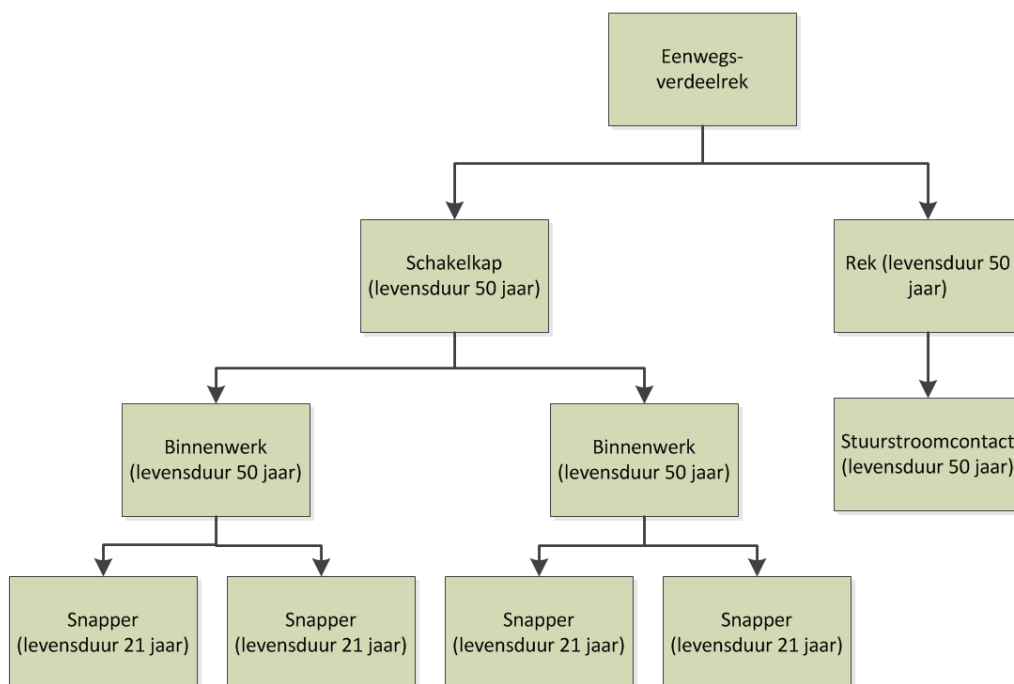 Eenwegs-
verdeelrek
Schakelkap
(levensduur 50 jaar)
Rek (levensduur 50
jaar)
Binnenwerk
(levensduur 50 jaar)
Binnenwerk
(levensduur 50 jaar)
Stuurstroomcontact
(levensduur 50 jaar)
Snapper
(levensduur 21 jaar)
Snapper
(levensduur 21 jaar)
Snapper
(levensduur 21 jaar)
Snapper
(levensduur 21 jaar)